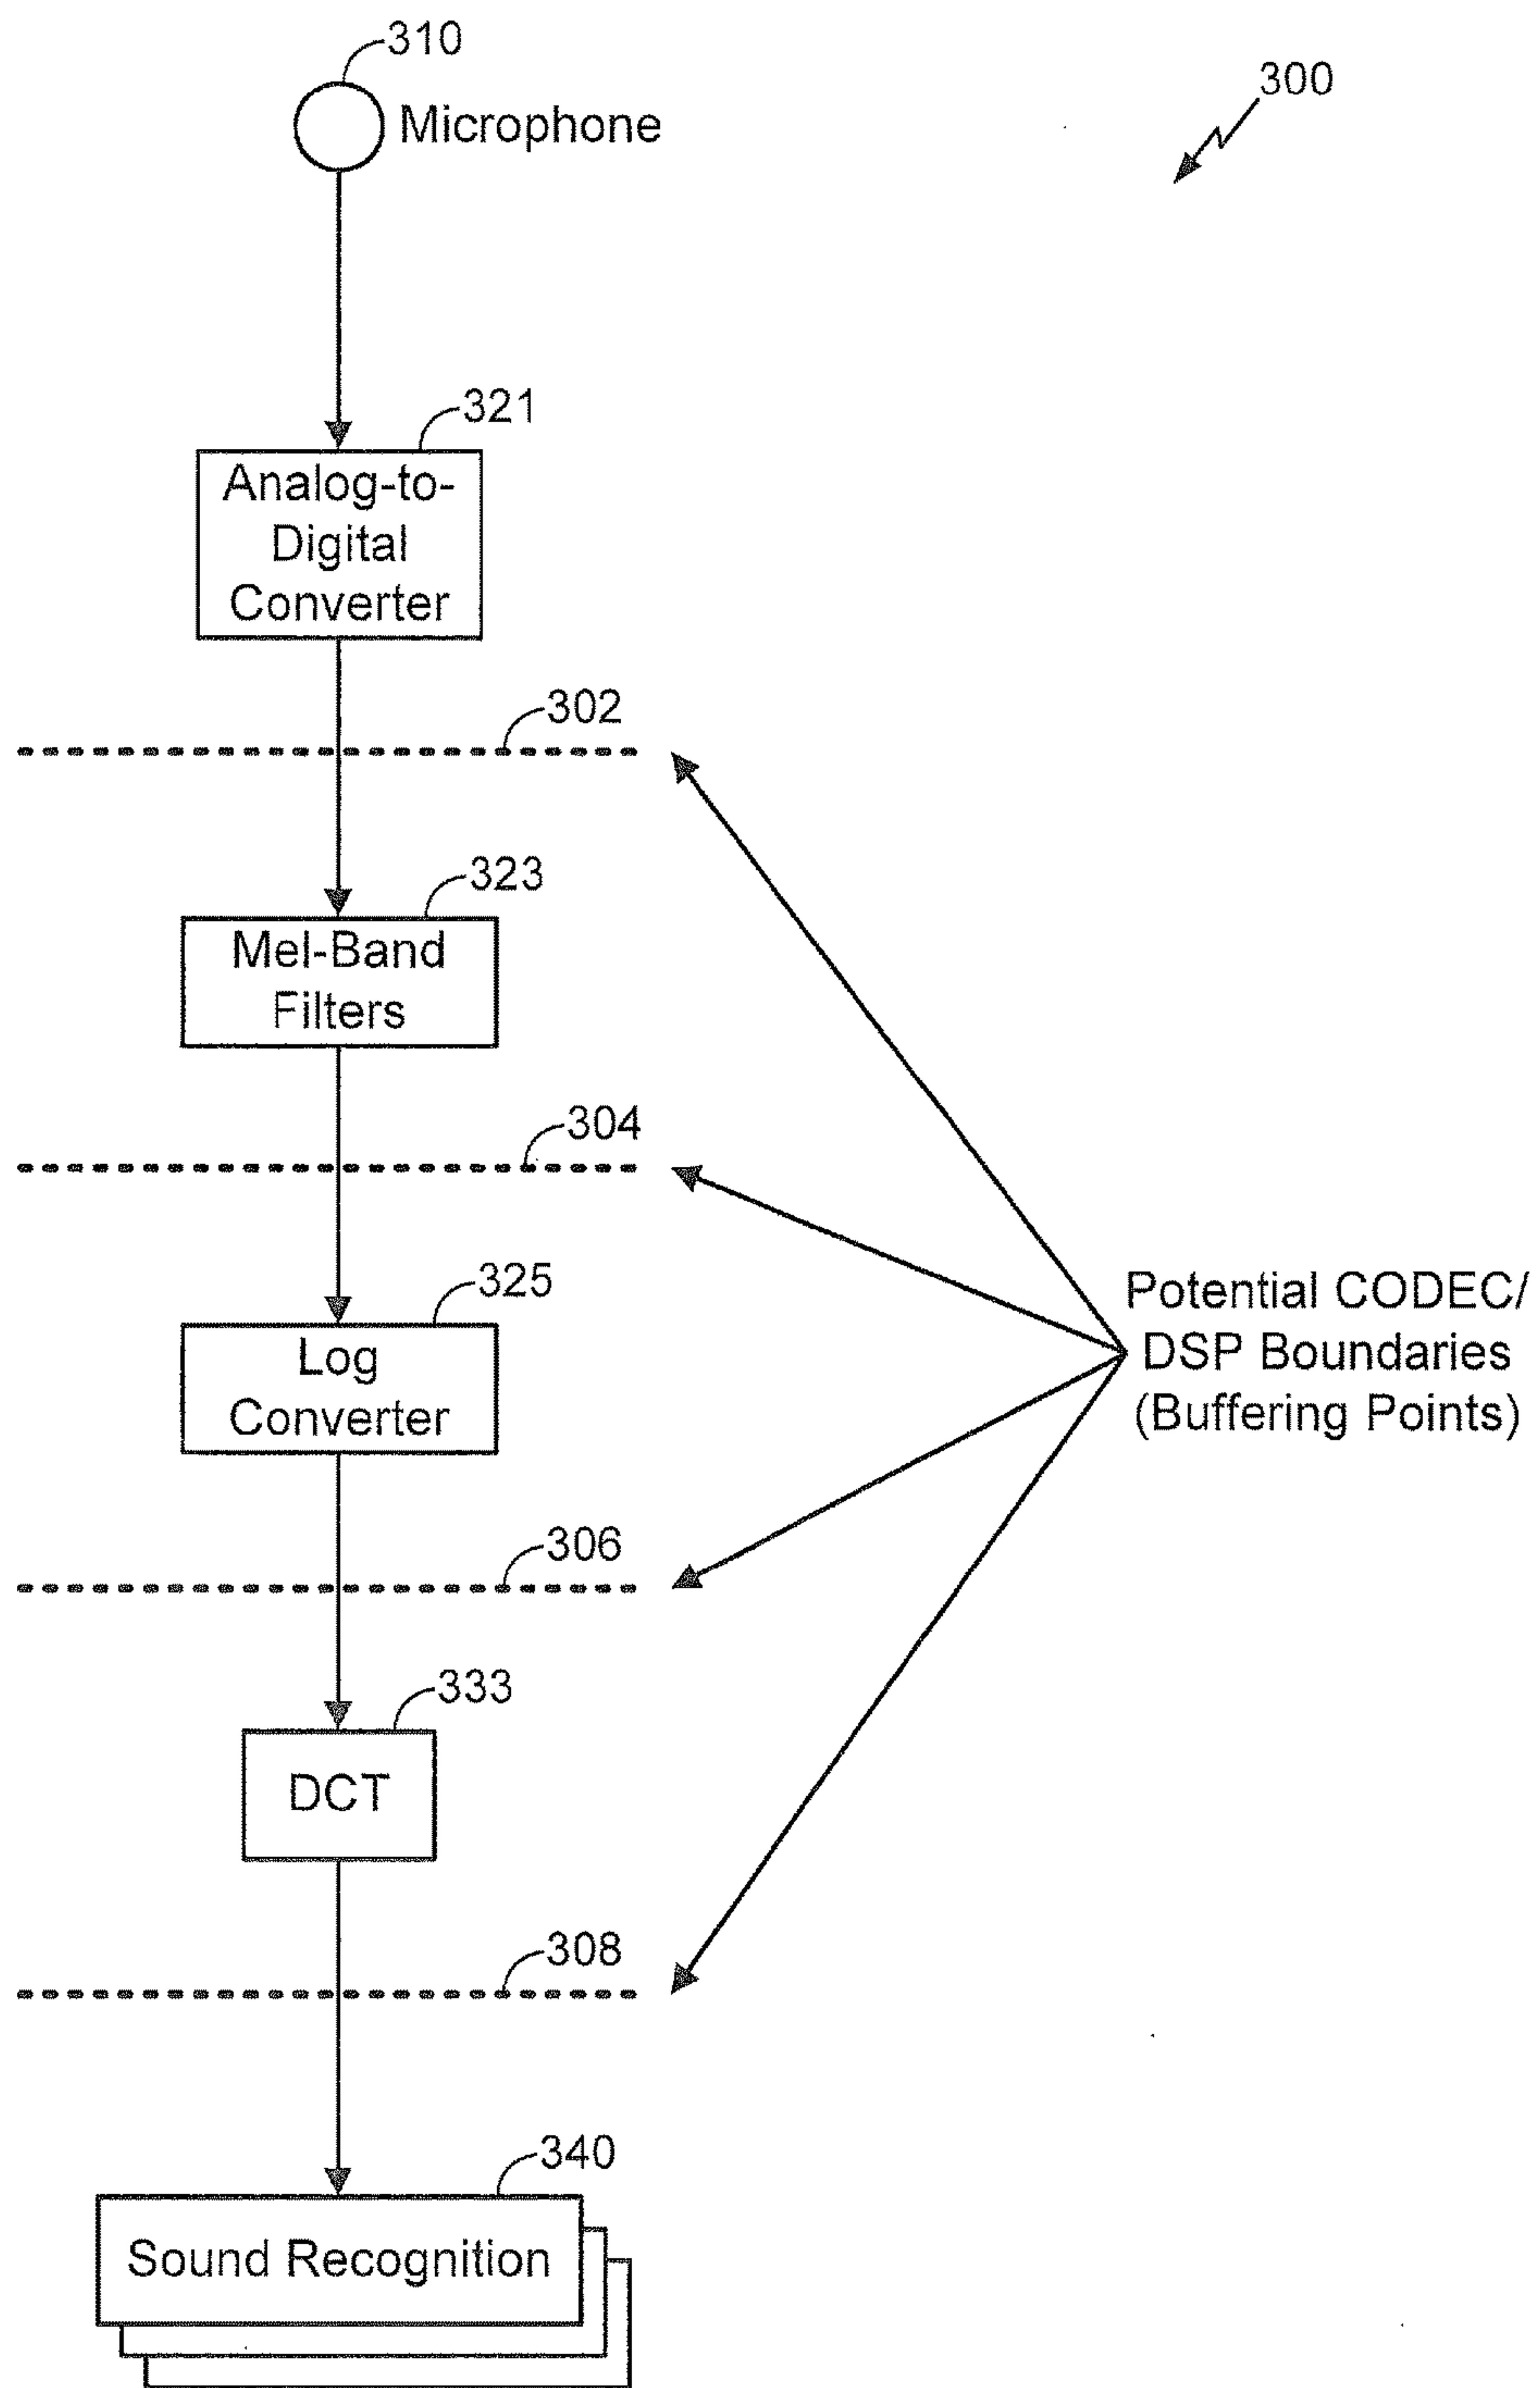 310
Microphone
300
321
Analog-to-
Digital
Converter
302
323
Mel-Band
Filters
304
325
Log
Converter
Potential CODEC/
DSP Boundaries
(Buffering Points)
306
333
DCT
308
340
Sound Recognition